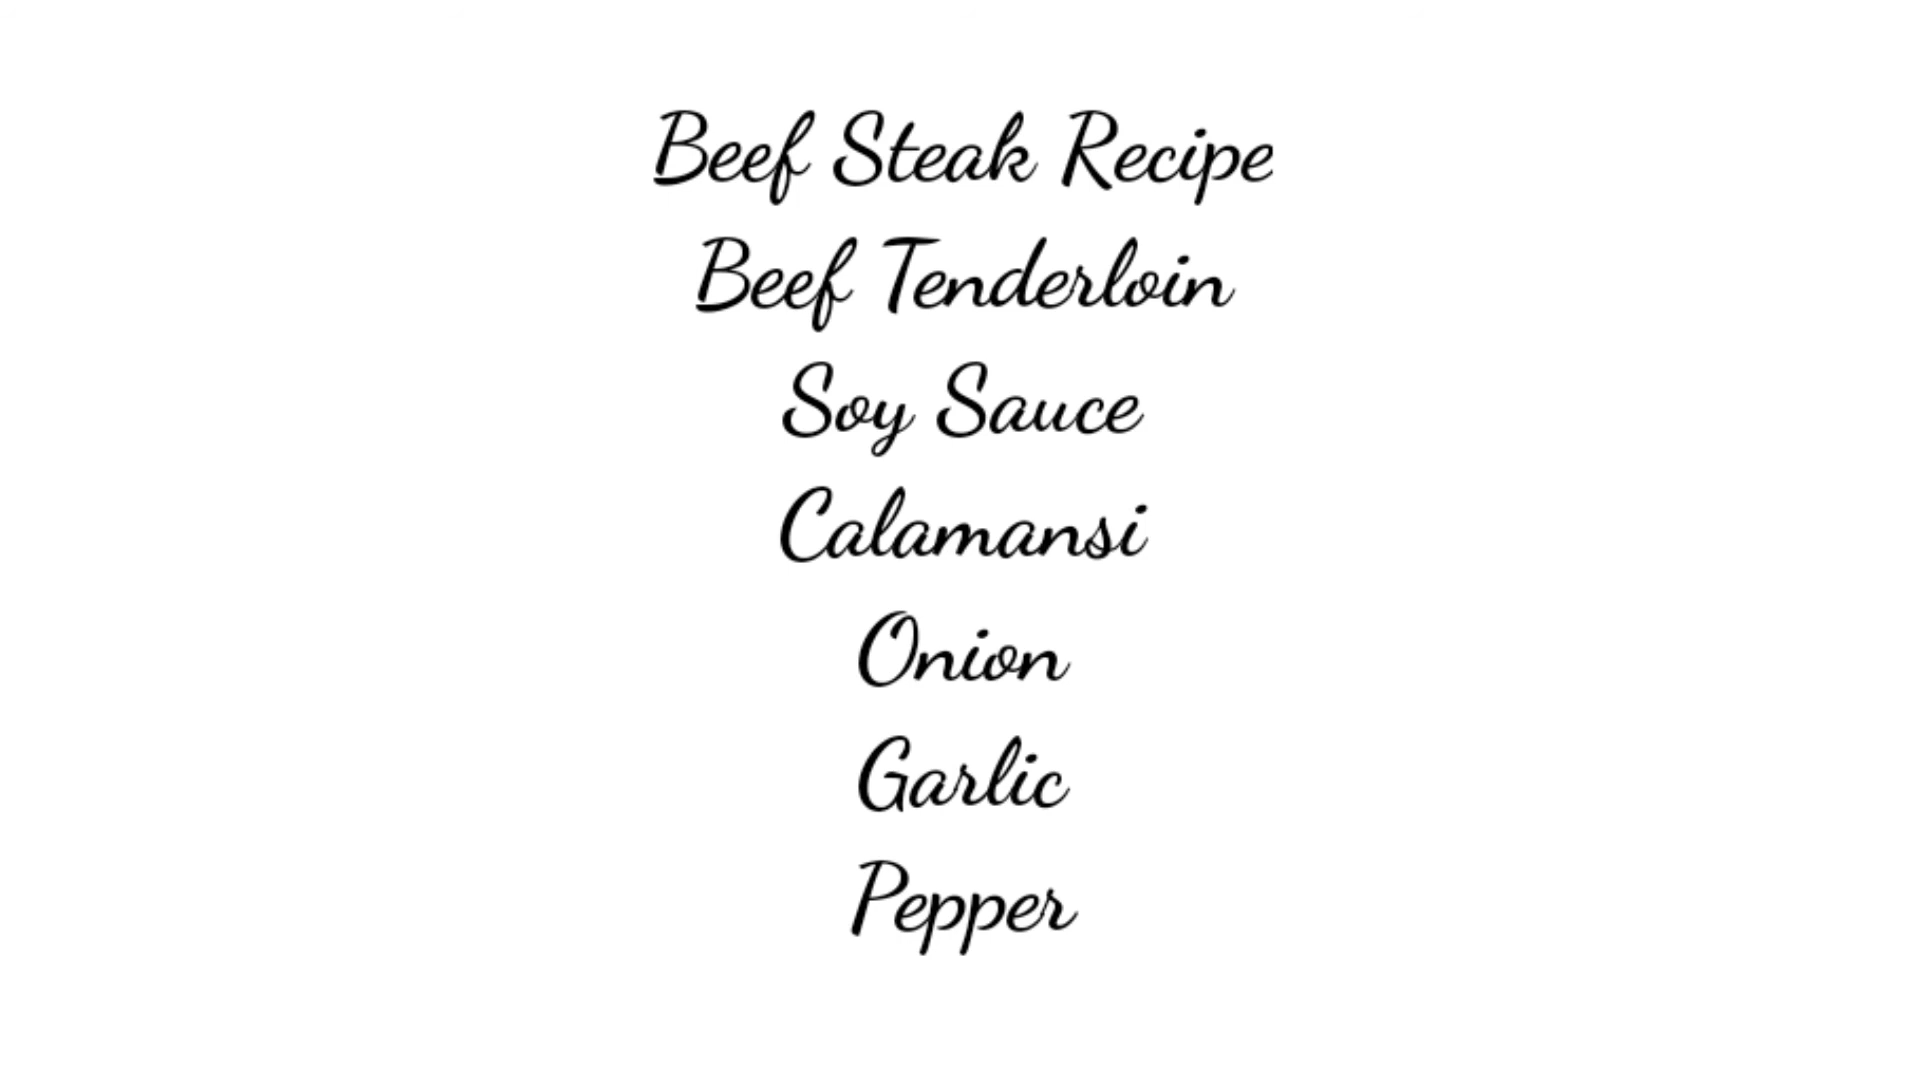 Beef Steak Recipe
Beef Tenderloin
Soy Sauce
Calamansi
Onion
Garlic
Pepper